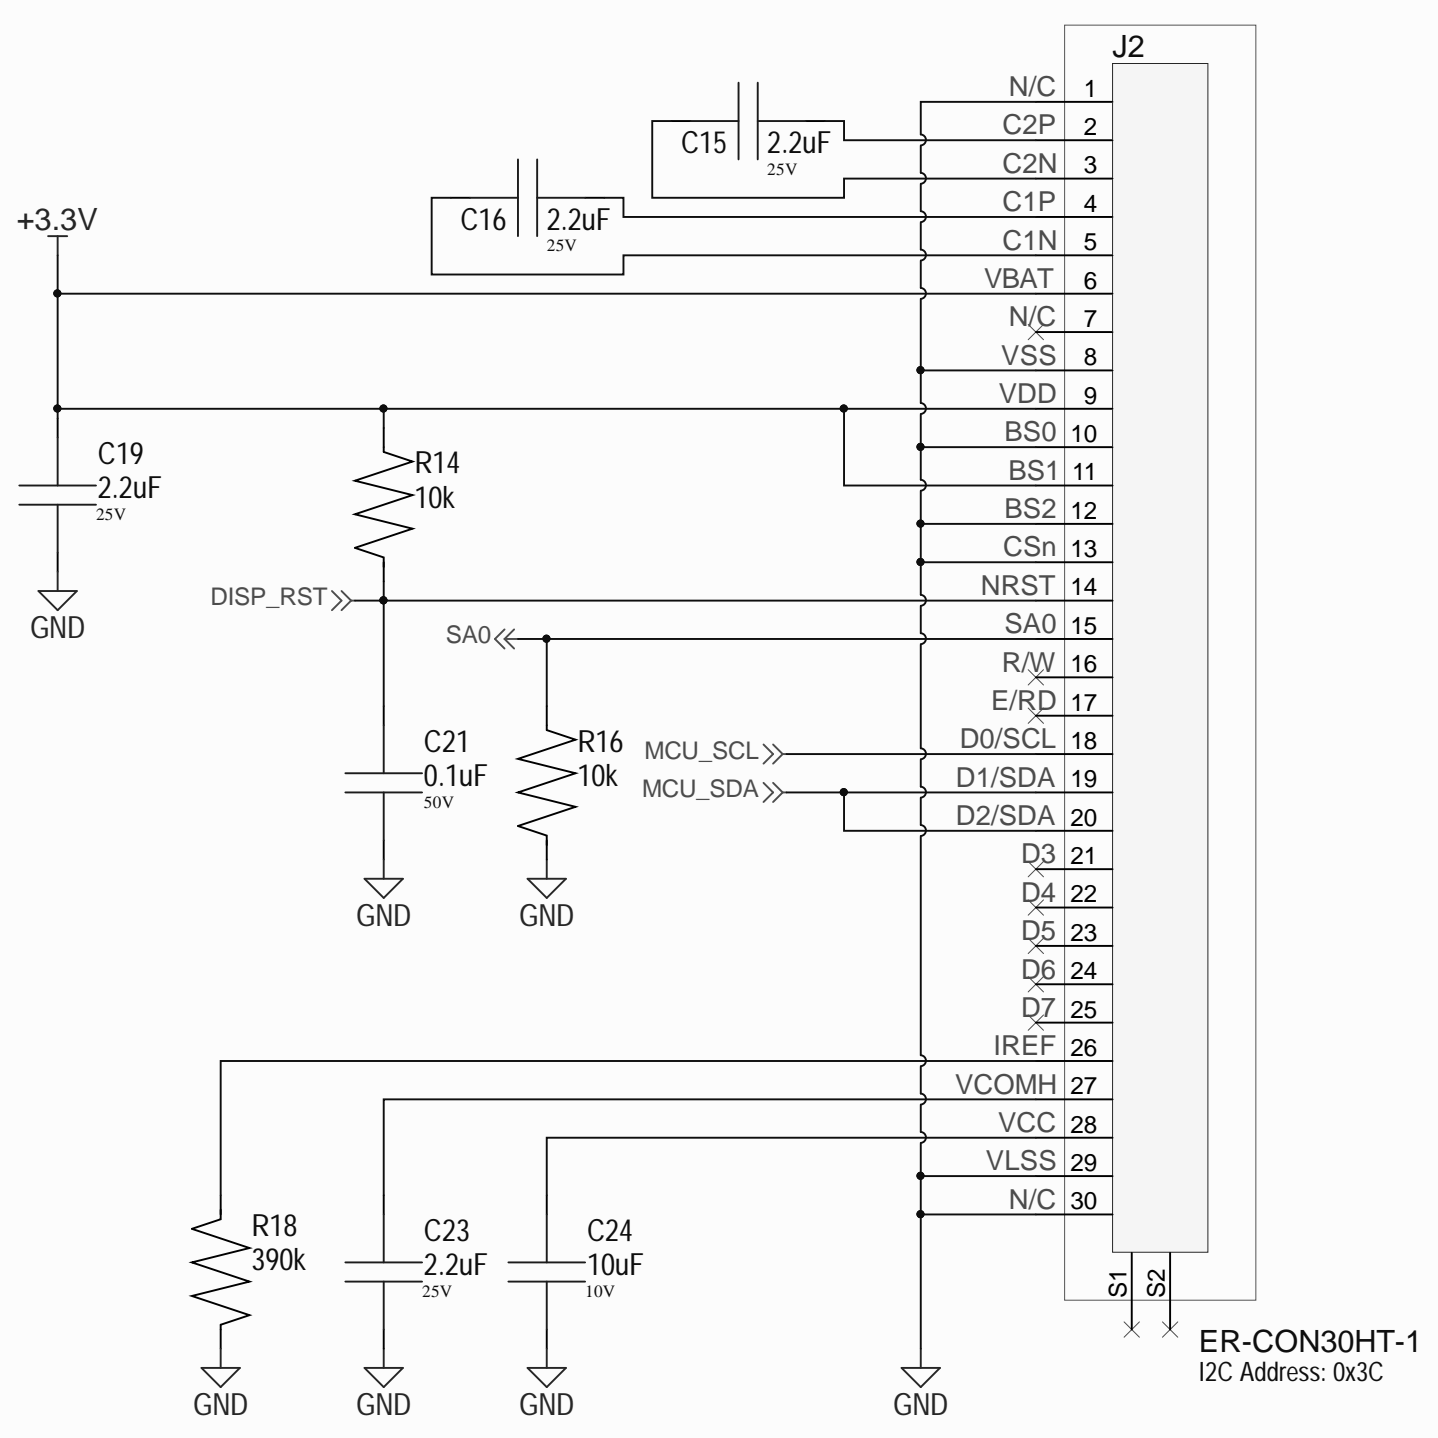 J2
N/C 1
C2P 2
C2N 3
C1P 4
C1N 5
VBAT 6
N/C 7
VSS 8
VDD 9
BS0 10
BS1 11
BS2 12
CSn 13
NRST 14
SA0 15
R/W 16
E/RD 17
D0/SCL 18
D1/SDA 19
D2/SDA 20
D3 21
D4 22
D5 23
D6 24
D7 25
IREF 26
VCOMH 27
VCC 28
VLSS 29
N/C 30
S1
S2
ER-CON30HT-1
I2C Address: 0x3C
C15 2.2uF
25V
C16 2.2uF
25V
+3.3V
C19
2.2uF
25V
GND
R14
10k
DISP_RST
SA0
C21
0.1uF
50V
GND
R16
10k
GND
MCU_SCL
MCU_SDA
R18
390k
GND
C23
2.2uF
25V
GND
C24
10uF
10V
GND
GND